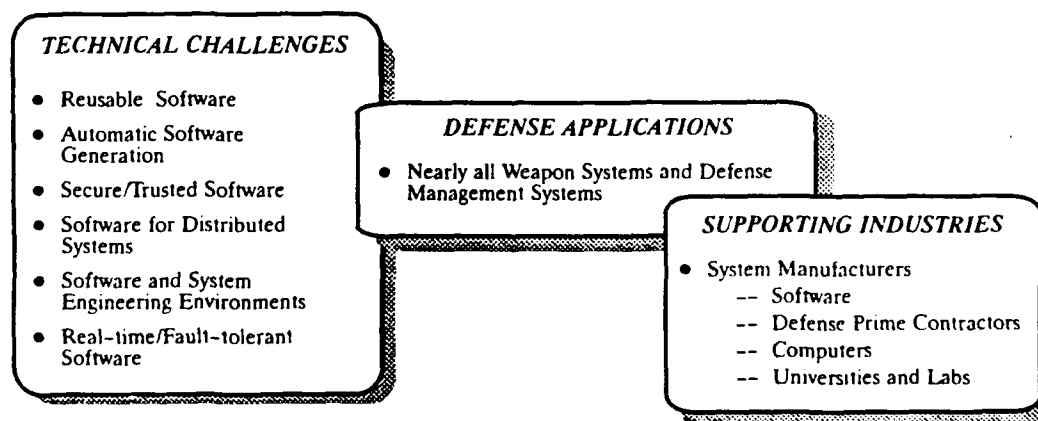 TECHNICAL CHALLENGES
● Reusable Software
● Automatic Software
Generation
● Secure/Trusted Software
● Software for Distributed
Systems
● Software and System
Engineering Environments
● Real-time/Fault-tolerant
Software
DEFENSE APPLICATIONS
● Nearly all Weapon Systems and Defense
Management Systems
SUPPORTING INDUSTRIES
● System Manufacturers
-- Software
-- Defense Prime Contractors
-- Computers
-- Universities and Labs